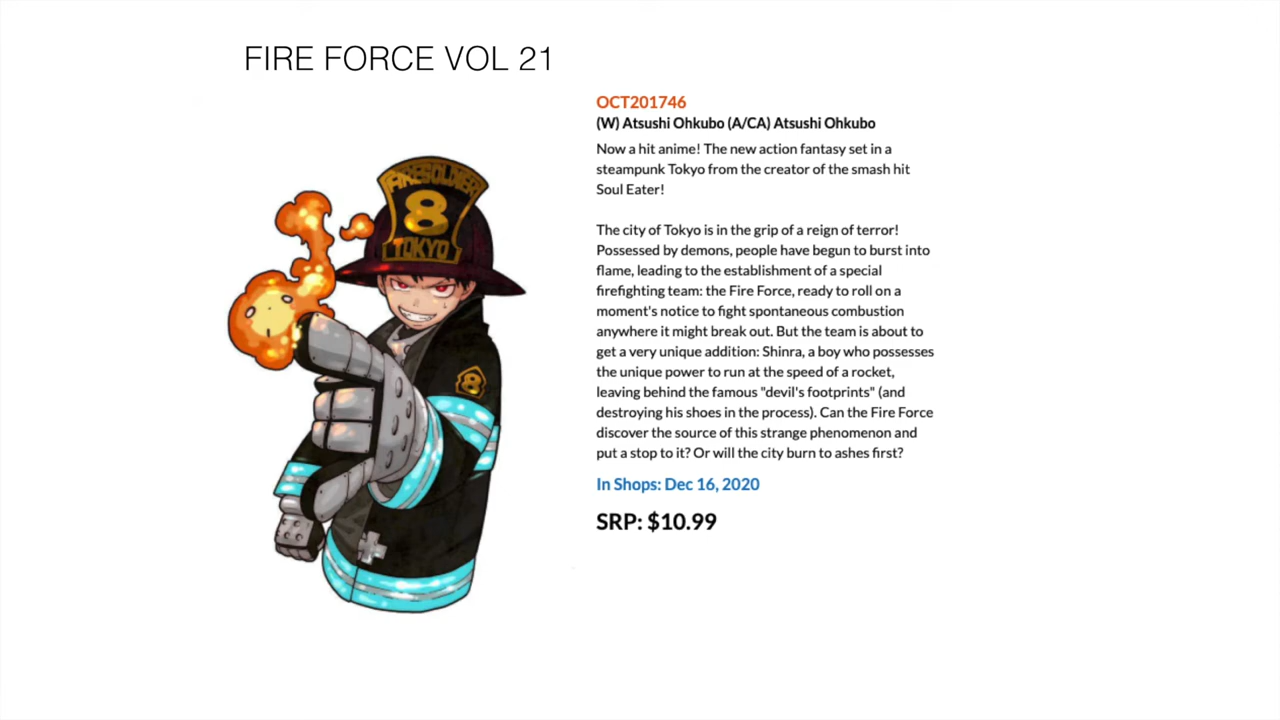 FIRE FORCE VOL 21
OCT201746
(W) Atsushi Ohkubo (A/CA) Atsushi Ohkubo
Now a hit anime! The new action fantasy set in a
steampunk Tokyo from the creator of the smash hit
Soul Eater!
The city of Tokyo is in the grip of a reign of terror!
Possessed by demons, people have begun to burst into
flame, leading to the establishment of a special
firefighting team: the Fire Force, ready to roll on a
moment's notice to fight spontaneous combustion
anywhere it might break out. But the team is about to
get a very unique addition: Shinra, a boy who possesses
the unique power to run at the speed of a rocket,
leaving behind the famous "devil's footprints" (and
destroying his shoes in the process). Can the Fire Force
discover the source of this strange phenomenon and
put a stop to it? Or will the city burn to ashes first?
In Shops: Dec 16, 2020
SRP: $10.99
FIRE SOLDIER
8
TOKYO
8